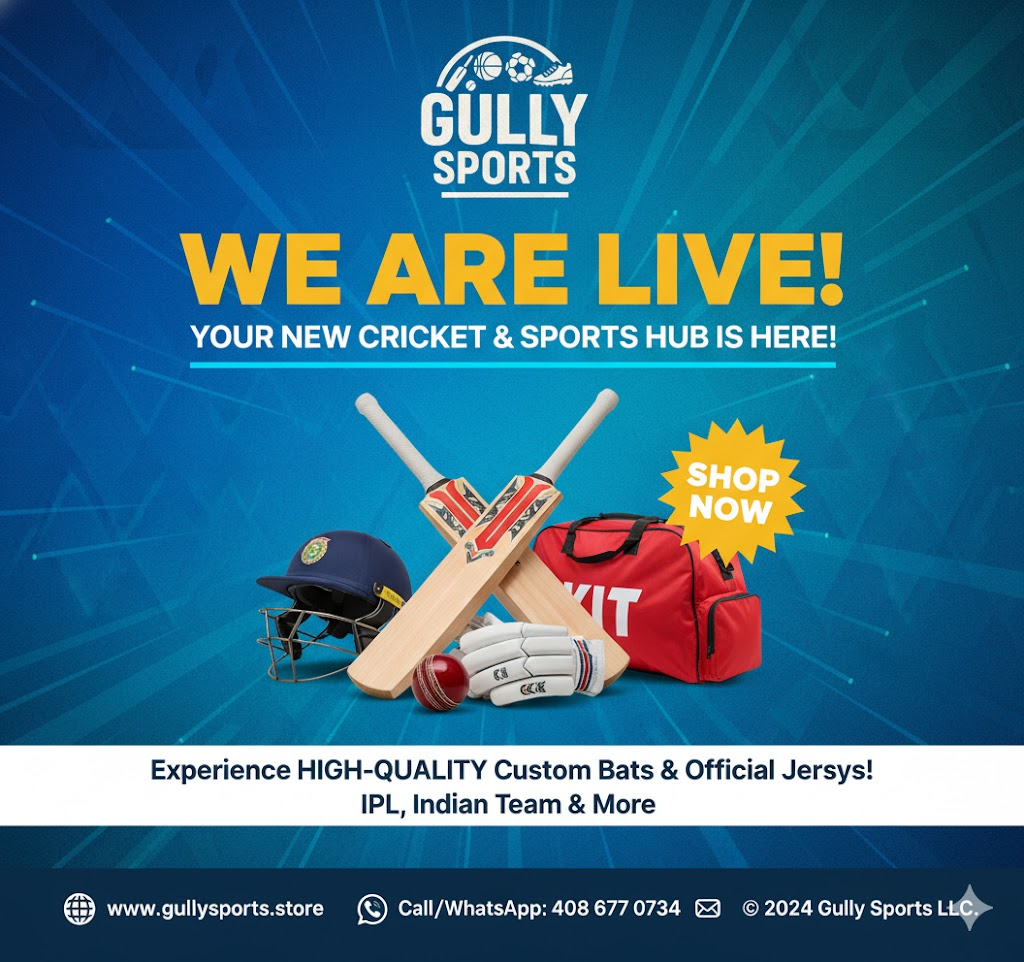 GULLY
SPORTS
WE ARE LIVE!
YOUR NEW CRICKET & SPORTS HUB IS HERE!
SHOP
NOW
KIT
Experience HIGH-QUALITY Custom Bats & Official Jersys!
IPL, Indian Team & More
www.gullysports.store Call/WhatsApp: 408 677 0734 © 2024 Gully Sports LLC.